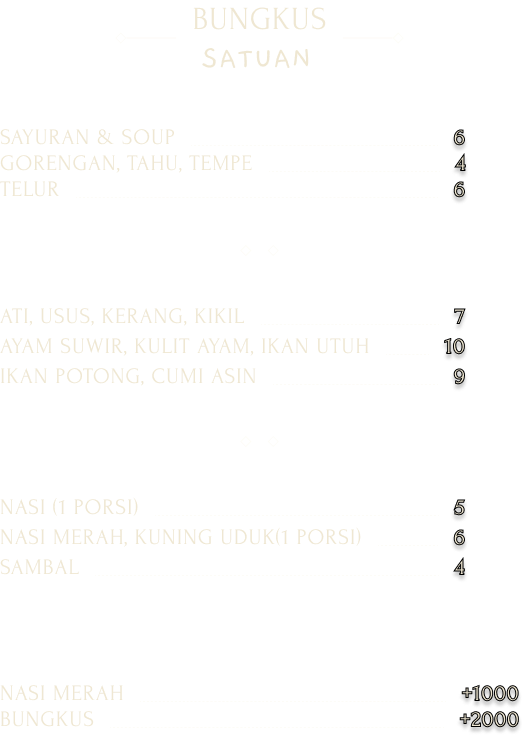 BUNGKUS
SATUAN
SAYURAN & SOUP 6
GORENGAN, TAHU, TEMPE 4
TELUR 6
ATI, USUS, KERANG, KIKIL 7
AYAM SUWIR, KULIT AYAM, IKAN UTUH 10
IKAN POTONG, CUMI ASIN 9
NASI (1 PORSI) 5
NASI MERAH, KUNING UDUK(1 PORSI) 6
SAMBAL 4
NASI MERAH +1000
BUNGKUS +2000